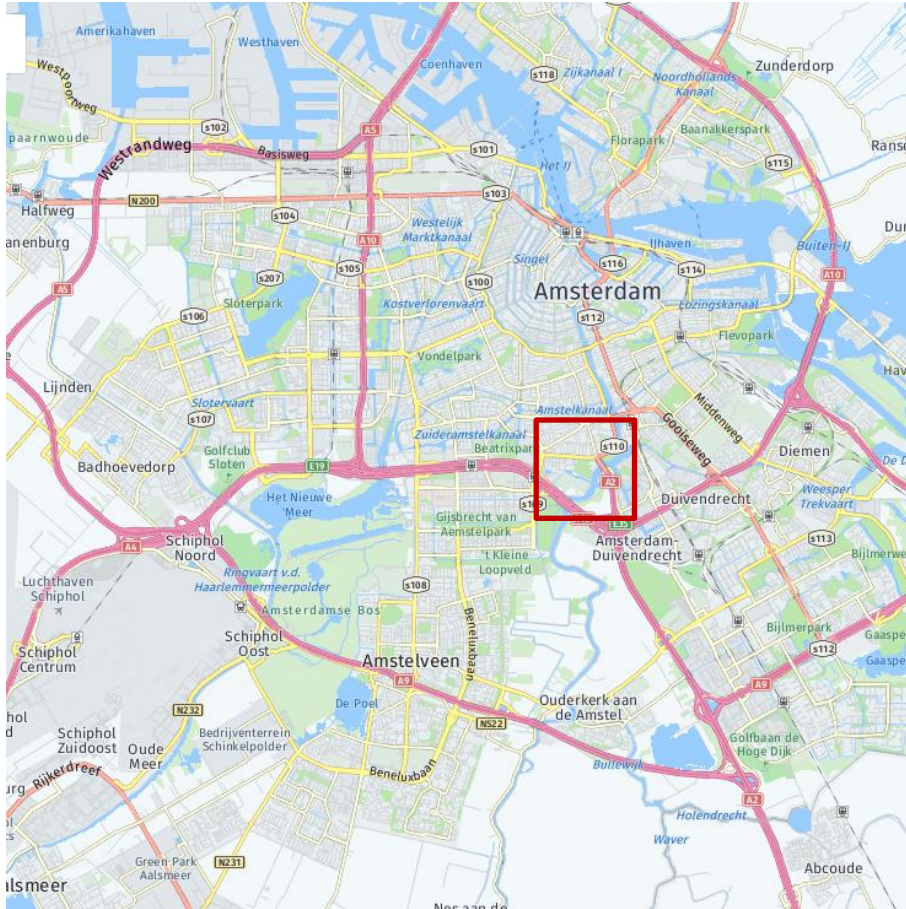 Amerikahaven
Westhaven
Coenhaven
Zijkanaal I
s118
Zunderdorp
Noordhollands
Kanaal
Westpoortweg
s102
A5
paarnwoude
Westrandweg
Basisweg
s101
Florapark
Baanakkerspark
Het IJ
s115
Halfweg
N200
s103
s104
Westelijk
Marktkanaal
A10
IJhaven
Buiten-IJ
Singel
s116
s114
A10
s207
s105
s100
A5
Sloterpark
Kostverlorenvaart
Amsterdam
Lozingskanaal
s106
s112
Flevopark
Vondelpark
Lijnden
Slotervaart
Amstelkanaal
Middenweg
s107
Gooiseweg
Zuideramstelkanaal
Golfclub
Sloten
Beatrixpark
s110
Diemen
Badhoevedorp
E19
A2
Weesper
Trekvaart
Het Nieuwe
Meer
s109
Duivendrecht
Gijsbrecht van
Aemstelpark
E35
Schiphol
Noord
A4
Amsterdam-
Duivendrecht
s113
't Kleine
Loopveld
Luchthaven
Schiphol
Ringvaart v.d.
Haarlemmermeerpolder
s108
Amsterdamse Bos
Beneluxbaan
Bijlmerpark
Schiphol
Oost
s112
Schiphol
Centrum
Amstelveen
A9
A9
De Poel
Ouderkerk aan
de Amstel
N232
N522
Schiphol
Zuidoost
Oude
Meer
Bedrijventerrein
Schinkelpolder
Golfbaan de
Hoge Dijk
Beneluxbaan
Bullewijk
Rijkerdreef
A2
Holendrecht
Waver
Green Park
Aalsmeer
N231
Abcoude
alsmeer